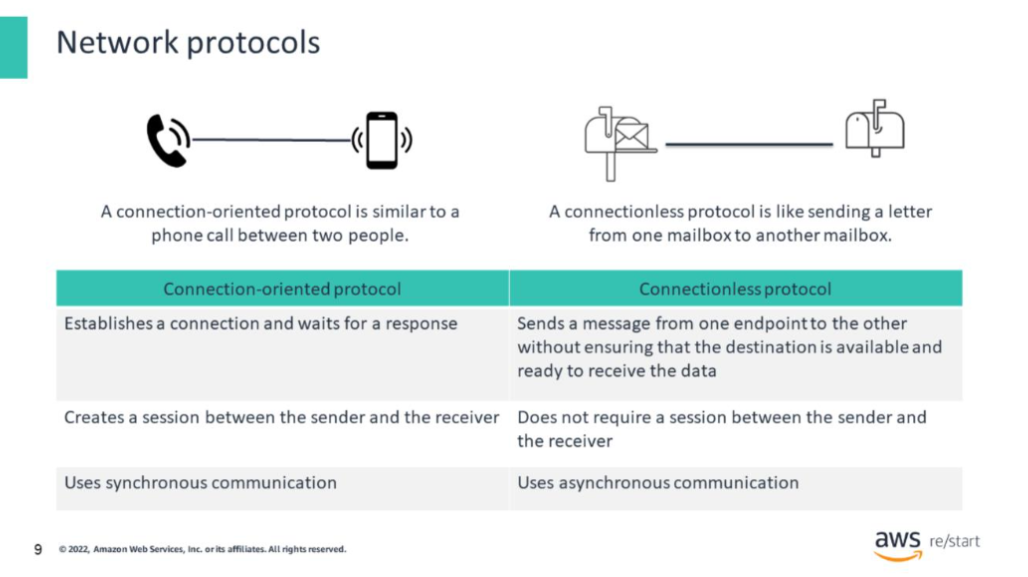 Network protocols
A connection-oriented protocol is similar to a
phone call between two people.
A connectionless protocol is like sending a letter
from one mailbox to another mailbox.
Connection-oriented protocol
Connectionless protocol
Establishes a connection and waits for a response
Sends a message from one endpoint to the other
without ensuring that the destination is available and
ready to receive the data
Creates a session between the sender and the receiver
Does not require a session between the sender and
the receiver
Uses synchronous communication
Uses asynchronous communication
9
© 2022, Amazon Web Services, Inc. or its affiliates. All rights reserved.
aws re/start